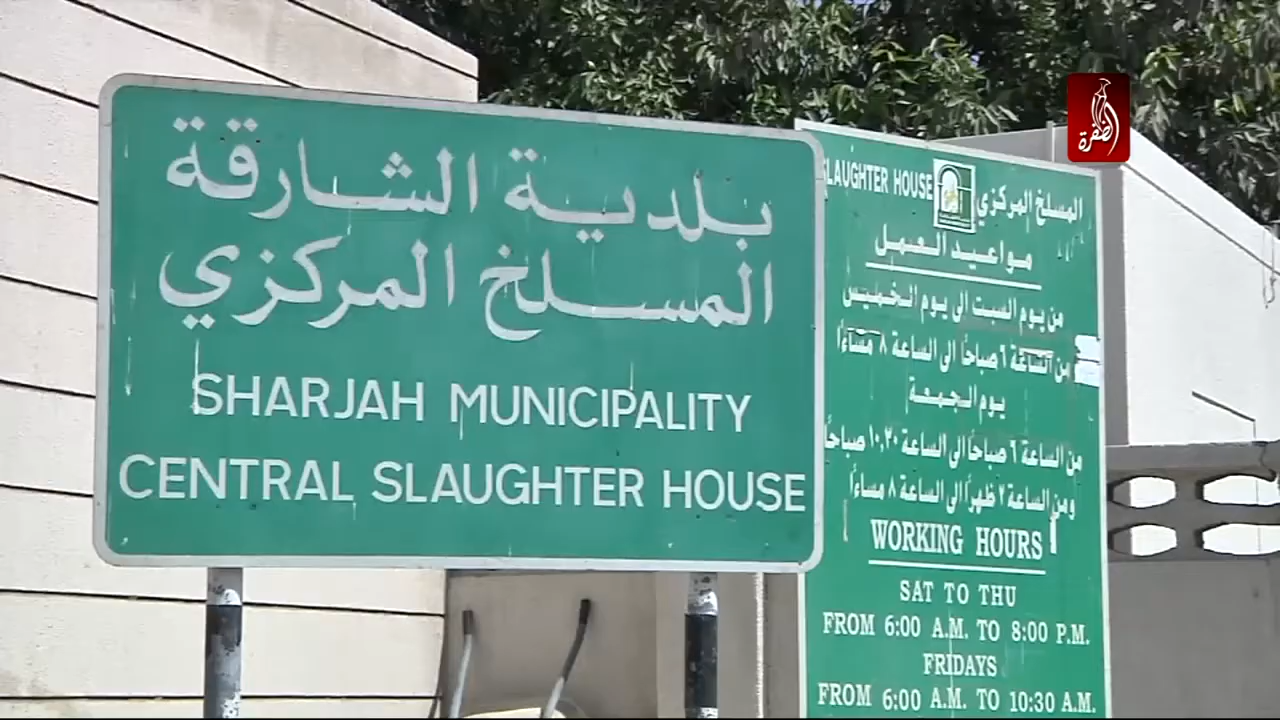 بلدية الشارقة
المسلخ المركزي
SHARJAH MUNICIPALITY
CENTRAL SLAUGHTER HOUSE
SLAUGHTER HOUSE المسلخ المركزي
مواعيد العمل
من يوم السبت الى يوم الخميس
من الساعة ٦ صباحاً الى الساعة ٨ مساءاً
يوم الجمعة
من الساعة ٦ صباحاً الى الساعة ١٠,٣٠ صباحاً
ومن الساعة ٢ ظهراً الى الساعة ٨ مساءاً
WORKING HOURS
SAT TO THU
FROM 6:00 A.M. TO 8:00 P.M.
FRIDAYS
FROM 6:00 A.M. TO 10:30 A.M.
الظفرة